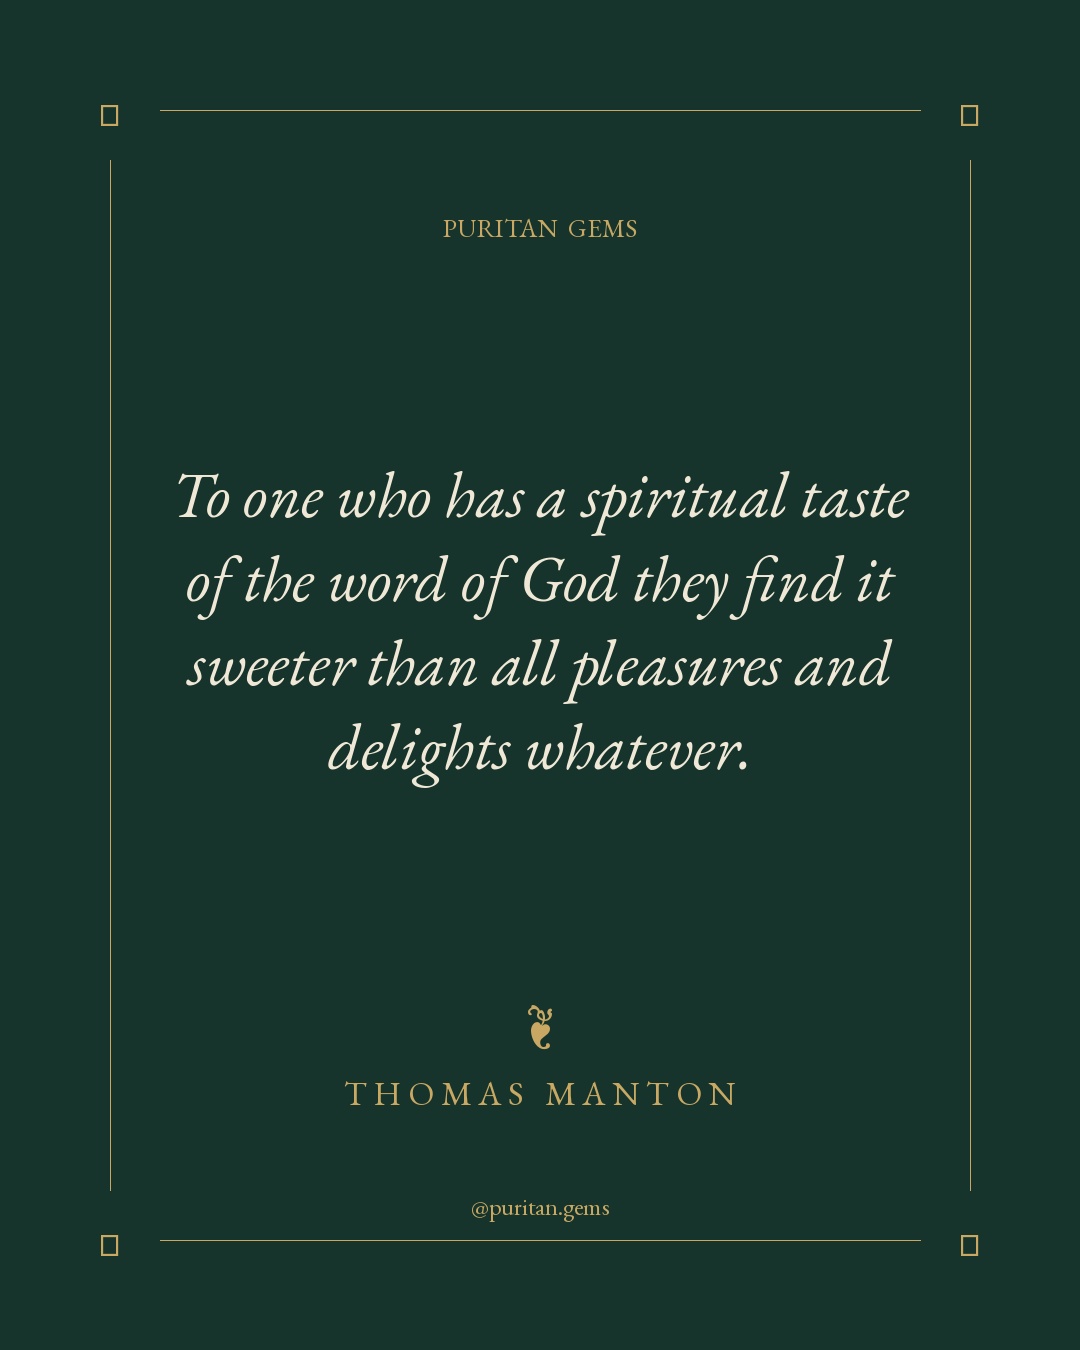 PURITAN GEMS
To one who has a spiritual taste
of the word of God they find it
sweeter than all pleasures and
delights whatever.
THOMAS MANTON
@puritan.gems